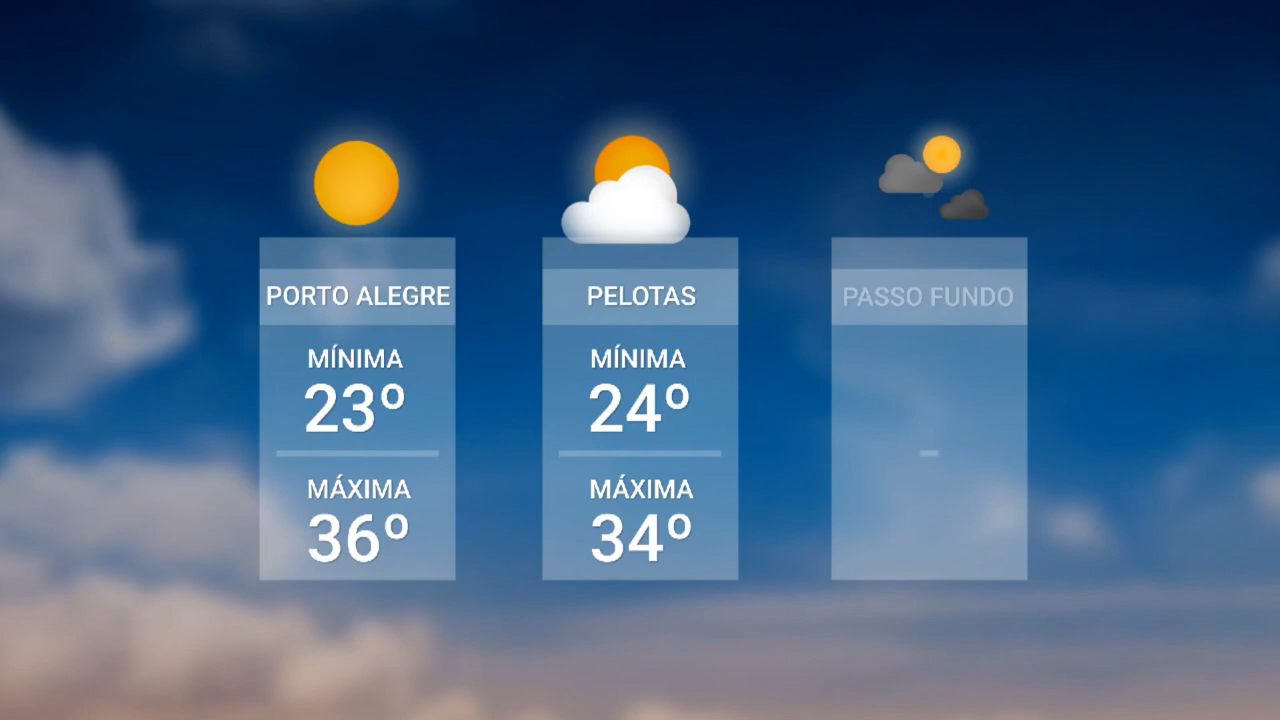 PORTO ALEGRE
MÍNIMA
23º
MÁXIMA
36º
PELOTAS
MÍNIMA
24º
MÁXIMA
34º
PASSO FUNDO